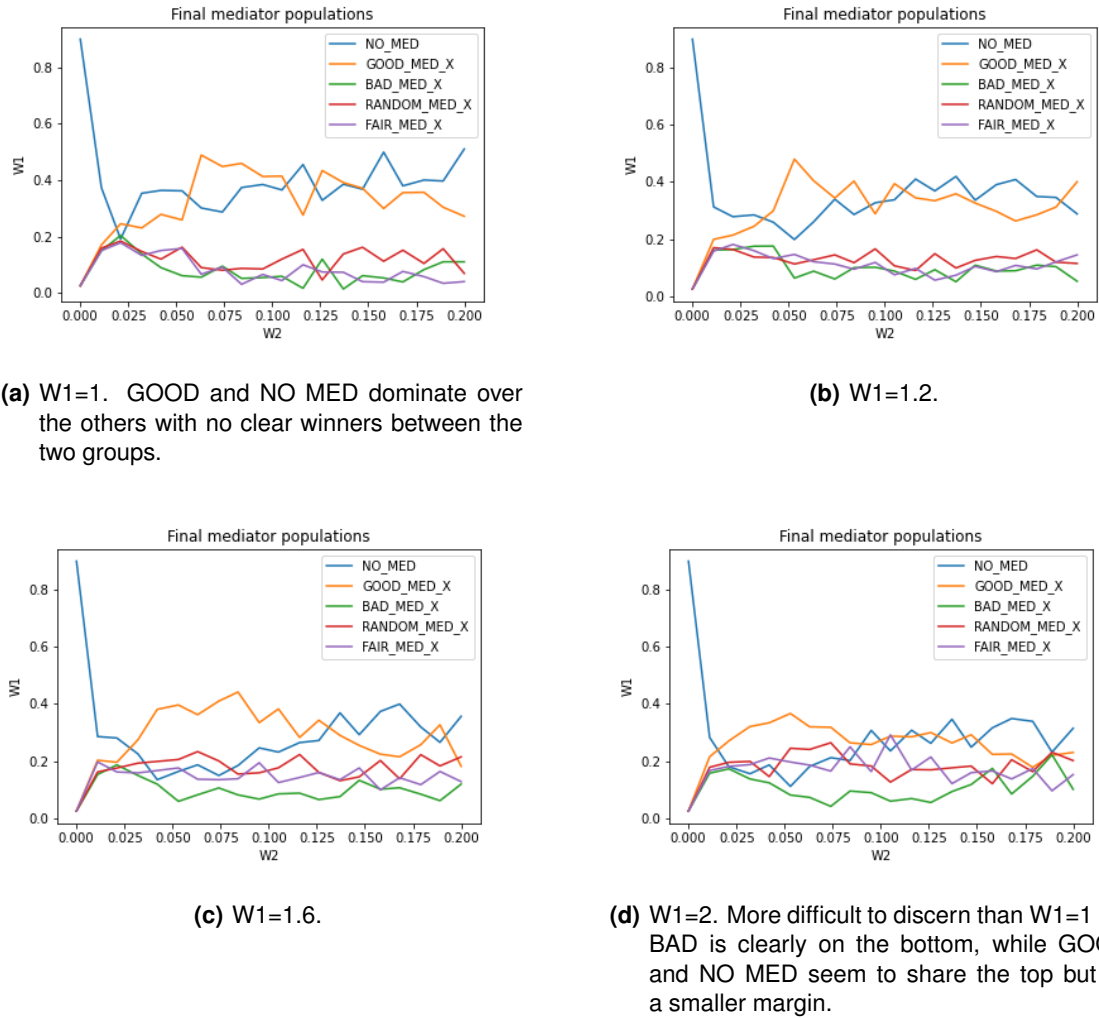 Final mediator populations
NO_MED
GOOD_MED_X
BAD_MED_X
RANDOM_MED_X
FAIR_MED_X
0.8
0.6
0.4
0.2
0.0
W1
0.000 0.025 0.050 0.075 0.100 0.125 0.150 0.175 0.200
W2
(a) W1=1. GOOD and NO MED dominate over
the others with no clear winners between the
two groups.
Final mediator populations
NO_MED
GOOD_MED_X
BAD_MED_X
RANDOM_MED_X
FAIR_MED_X
0.8
0.6
0.4
0.2
0.0
W1
0.000 0.025 0.050 0.075 0.100 0.125 0.150 0.175 0.200
W2
(b) W1=1.2.
Final mediator populations
NO_MED
GOOD_MED_X
BAD_MED_X
RANDOM_MED_X
FAIR_MED_X
0.8
0.6
0.4
0.2
0.0
W1
0.000 0.025 0.050 0.075 0.100 0.125 0.150 0.175 0.200
W2
(c) W1=1.6.
Final mediator populations
NO_MED
GOOD_MED_X
BAD_MED_X
RANDOM_MED_X
FAIR_MED_X
0.8
0.6
0.4
0.2
0.0
W1
0.000 0.025 0.050 0.075 0.100 0.125 0.150 0.175 0.200
W2
(d) W1=2. More difficult to discern than W1=1
BAD is clearly on the bottom, while
and NO MED seem to share the top but
a smaller margin.